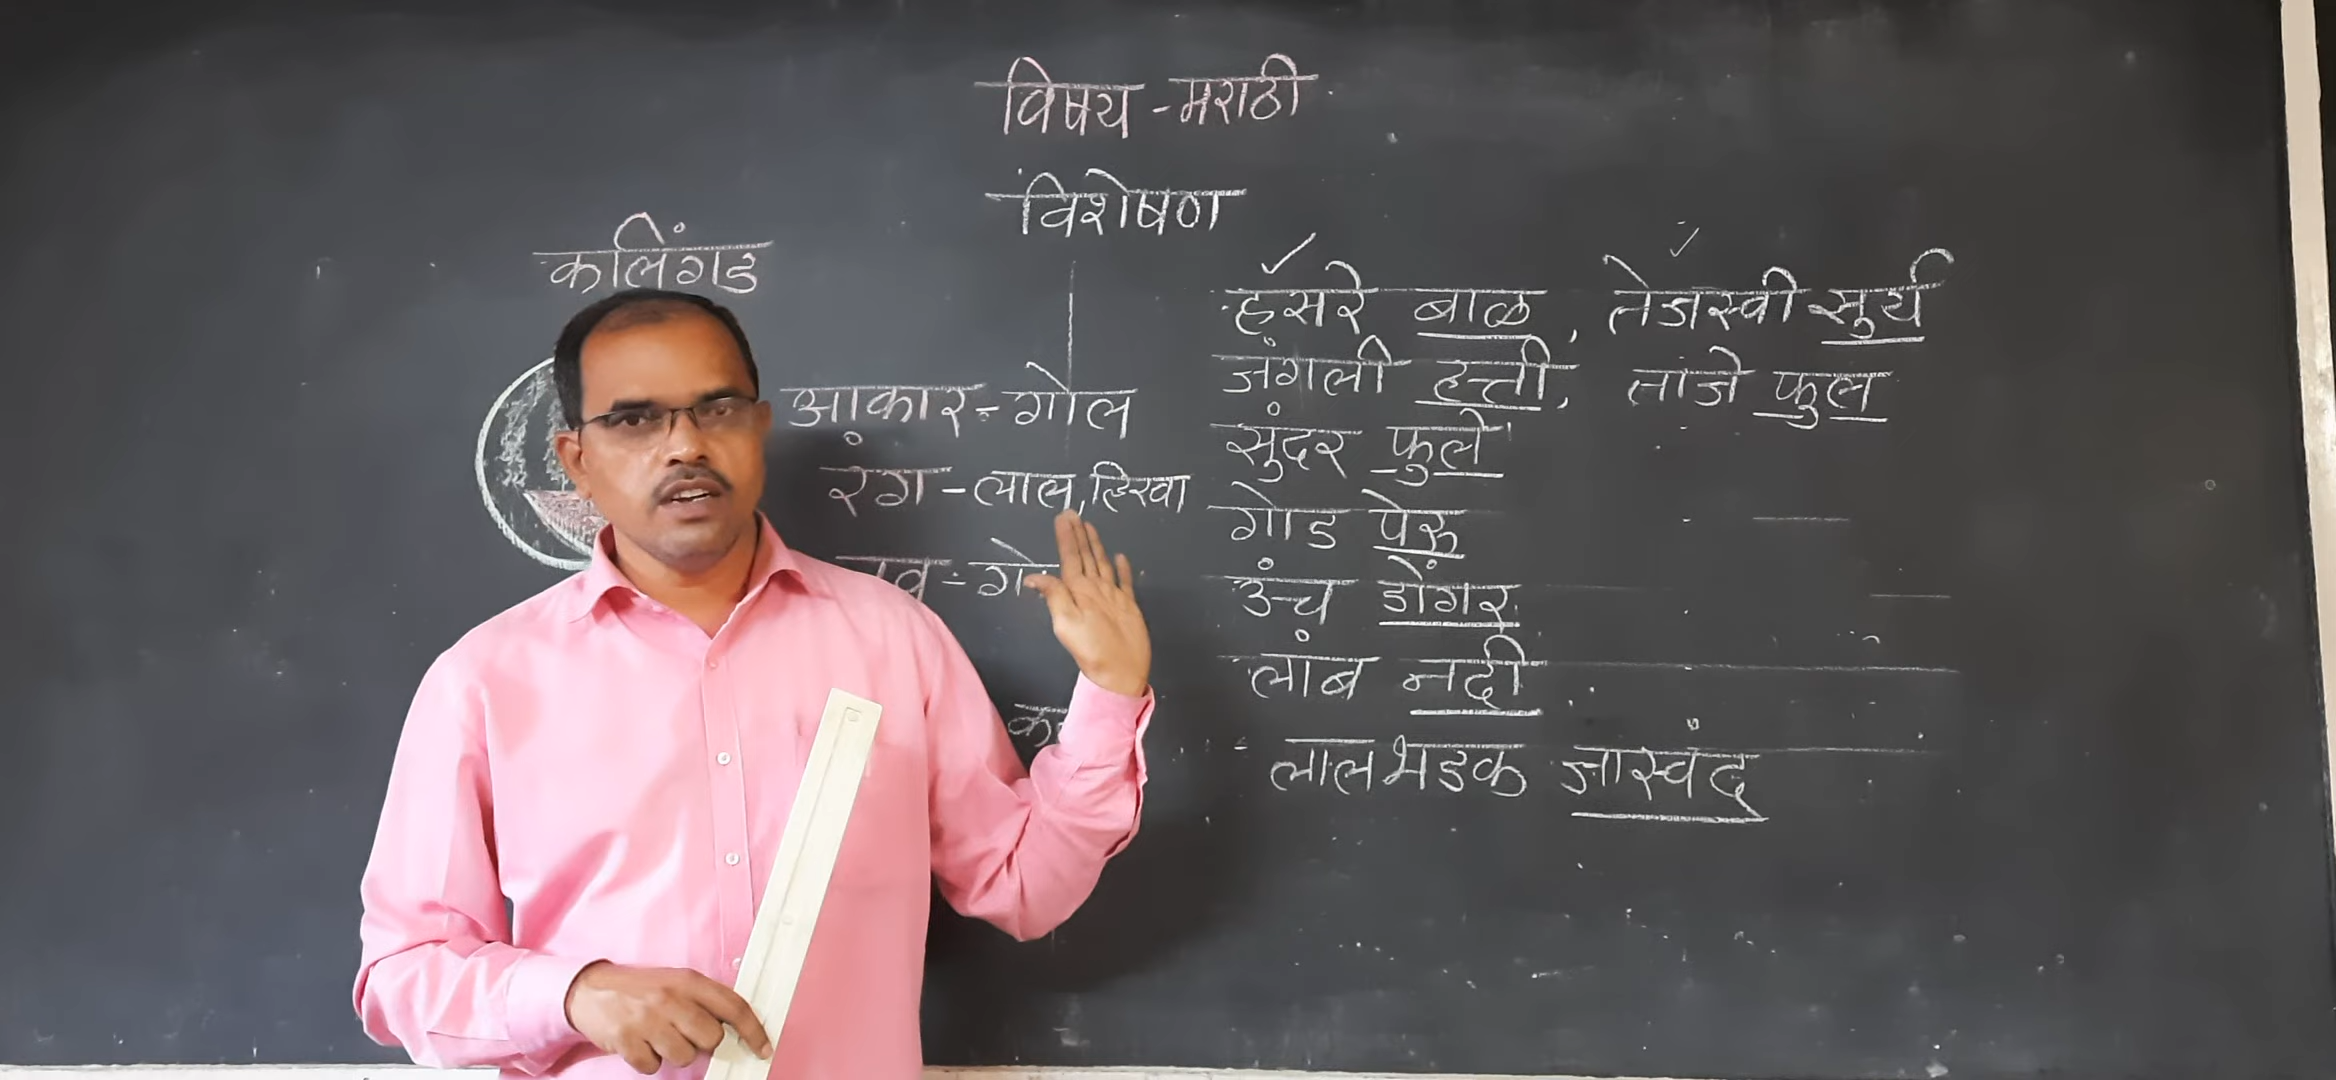 विषय - मराठी
विशेषण
कलिंगड
आकार - गोल
रंग - लाल, हिरवा
हसरे बाळ, तेजस्वी सुर्य
जंगली हत्ती, ताजे फुल
सुंदर फुले
गोड पेरू
उंच डोंगर
लांब नदी
लालभडक जास्वंद